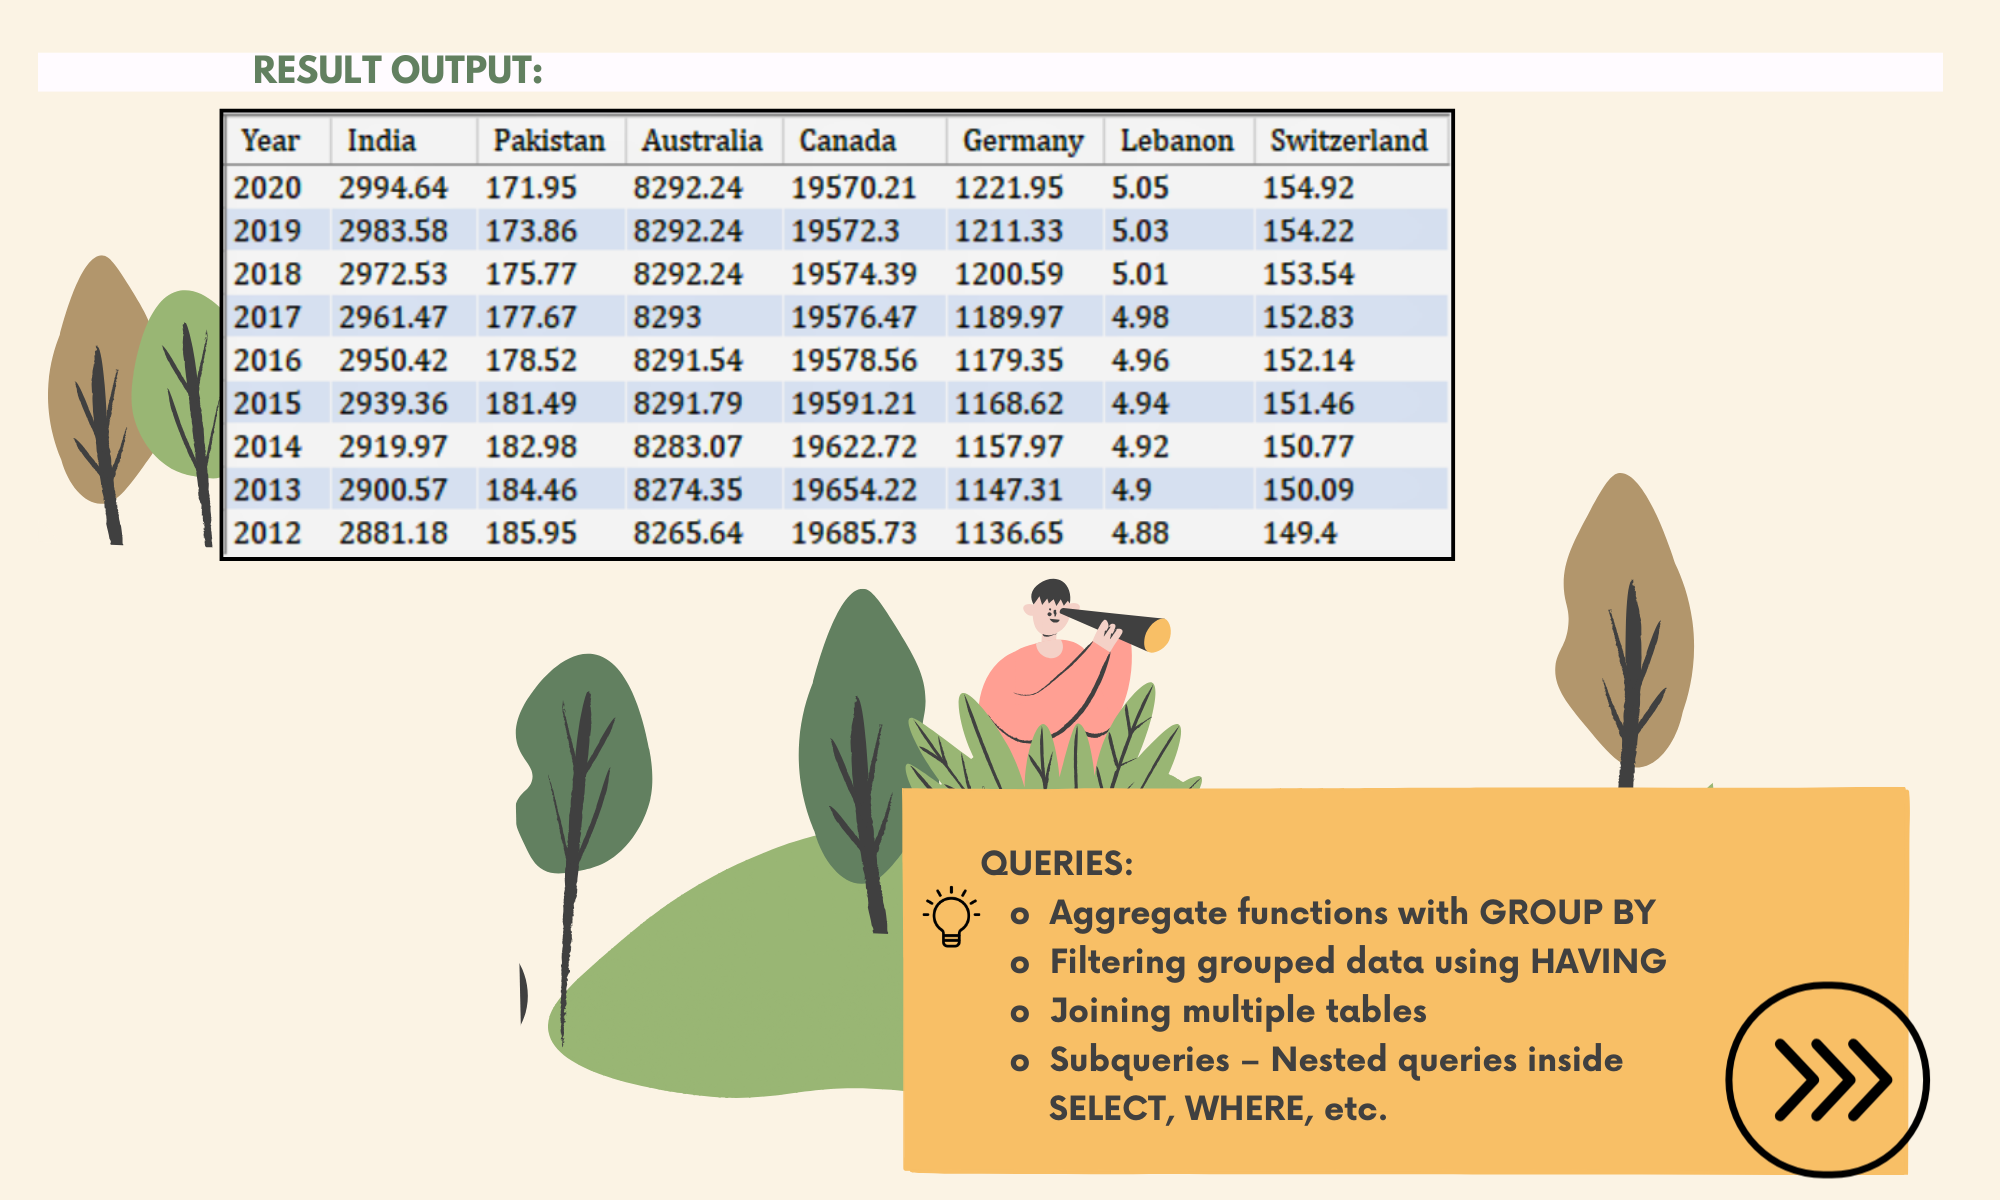 RESULT OUTPUT:
Year India Pakistan Australia Canada Germany Lebanon Switzerland
2020 2994.64 171.95 8292.24 19570.21 1221.95 5.05 154.92
2019 2983.58 173.86 8292.24 19572.3 1211.33 5.03 154.22
2018 2972.53 175.77 8292.24 19574.39 1200.59 5.01 153.54
2017 2961.47 177.67 8293 19576.47 1189.97 4.98 152.83
2016 2950.42 178.52 8291.54 19578.56 1179.35 4.96 152.14
2015 2939.36 181.49 8291.79 19591.21 1168.62 4.94 151.46
2014 2919.97 182.98 8283.07 19622.72 1157.97 4.92 150.77
2013 2900.57 184.46 8274.35 19654.22 1147.31 4.9 150.09
2012 2881.18 185.95 8265.64 19685.73 1136.65 4.88 149.4
QUERIES:
o Aggregate functions with GROUP BY
o Filtering grouped data using HAVING
o Joining multiple tables
o Subqueries – Nested queries inside
SELECT, WHERE, etc.